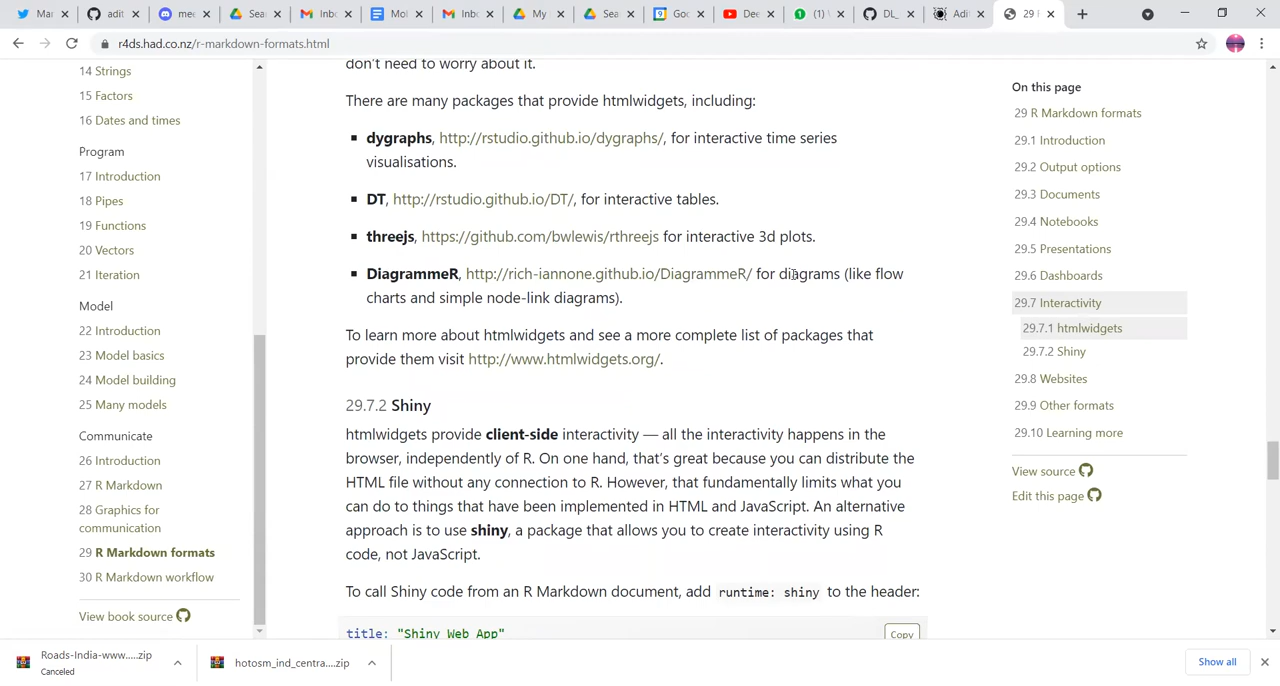 Mar
adit
mee
Sear
Inbo
Mol
Inbo
My
Sear
Goo
Dee
(1) \
DL_
Adit
29 F
r4ds.had.co.nz/r-markdown-formats.html
14 Strings
15 Factors
16 Dates and times
Program
17 Introduction
18 Pipes
19 Functions
20 Vectors
21 Iteration
Model
22 Introduction
23 Model basics
24 Model building
25 Many models
Communicate
26 Introduction
27 R Markdown
28 Graphics for
communication
29 R Markdown formats
30 R Markdown workflow
View book source
don't need to worry about it.
There are many packages that provide htmlwidgets, including:
dygraphs, http://rstudio.github.io/dygraphs/, for interactive time series
visualisations.
DT, http://rstudio.github.io/DT/, for interactive tables.
threejs, https://github.com/bwlewis/rthreejs for interactive 3d plots.
DiagrammeR, http://rich-iannone.github.io/DiagrammeR/ for diagrams (like flow
charts and simple node-link diagrams).
To learn more about htmlwidgets and see a more complete list of packages that
provide them visit http://www.htmlwidgets.org/.
29.7.2 Shiny
htmlwidgets provide client-side interactivity — all the interactivity happens in the
browser, independently of R. On one hand, that's great because you can distribute the
HTML file without any connection to R. However, that fundamentally limits what you
can do to things that have been implemented in HTML and JavaScript. An alternative
approach is to use shiny, a package that allows you to create interactivity using R
code, not JavaScript.
To call Shiny code from an R Markdown document, add runtime: shiny to the header:
title: "Shiny Web App"
Copy
On this page
29 R Markdown formats
29.1 Introduction
29.2 Output options
29.3 Documents
29.4 Notebooks
29.5 Presentations
29.6 Dashboards
29.7 Interactivity
29.7.1 htmlwidgets
29.7.2 Shiny
29.8 Websites
29.9 Other formats
29.10 Learning more
View source
Edit this page
Roads-India-www.....zip
Canceled
hotosm_ind_centra....zip
Show all